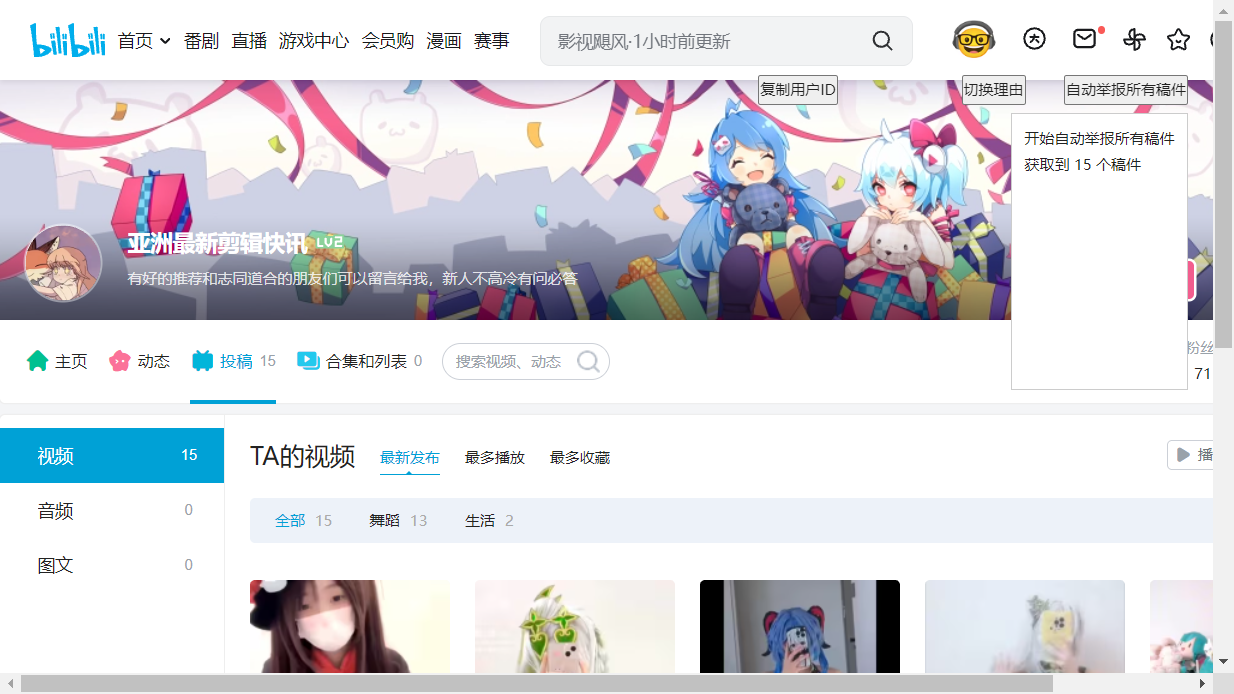 bilibili 首页 番剧 直播 游戏中心 会员购 漫画 赛事 影视飓风·1小时前更新
复制用户ID 切换理由 自动举报所有稿件
开始自动举报所有稿件
获取到 15 个稿件
亚洲最新剪辑快讯 LV2
有好的推荐和志同道合的朋友们可以留言给我，新人不高冷有问必答
主页 动态 投稿 15 合集和列表 0 搜索视频、动态 粉丝
71
视频 15
音频 0
图文 0
TA的视频 最新发布 最多播放 最多收藏 播
全部 15 舞蹈 13 生活 2